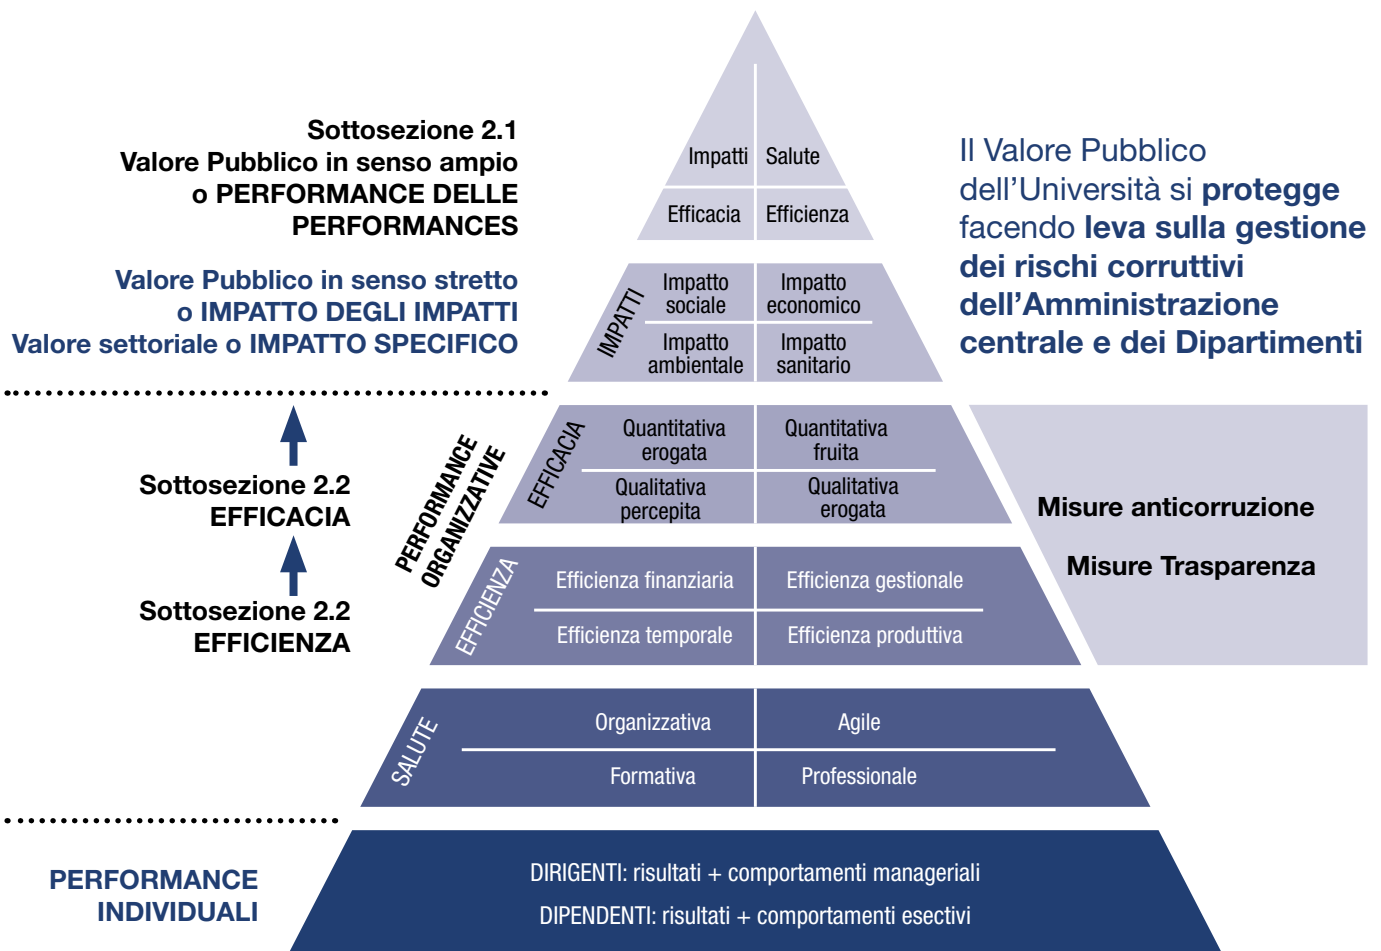 Sottosezione 2.1
Valore Pubblico in senso ampio
o PERFORMANCE DELLE
PERFORMANCES
Valore Pubblico in senso stretto
o IMPATTO DEGLI IMPATTI
Valore settoriale o IMPATTO SPECIFICO
Impatti
Salute
Efficacia
Efficienza
Il Valore Pubblico
dell’Università si protegge
facendo leva sulla gestione
dei rischi corruttivi
dell’Amministrazione
centrale e dei Dipartimenti
IMPATTI
Impatto
sociale
Impatto
economico
Impatto
ambientale
Impatto
sanitario
Sottosezione 2.2
EFFICACIA
Sottosezione 2.2
EFFICIENZA
PERFORMANCE
ORGANIZZATIVE
EFFICACIA
Quantitativa
erogata
Quantitativa
fruita
Qualitativa
percepita
Qualitativa
erogata
Misure anticorruzione
Misure Trasparenza
EFFICIENZA
Efficienza finanziaria
Efficienza gestionale
Efficienza temporale
Efficienza produttiva
SALUTE
Organizzativa
Agile
Formativa
Professionale
PERFORMANCE
INDIVIDUALI
DIRIGENTI: risultati + comportamenti manageriali
DIPENDENTI: risultati + comportamenti esectivi